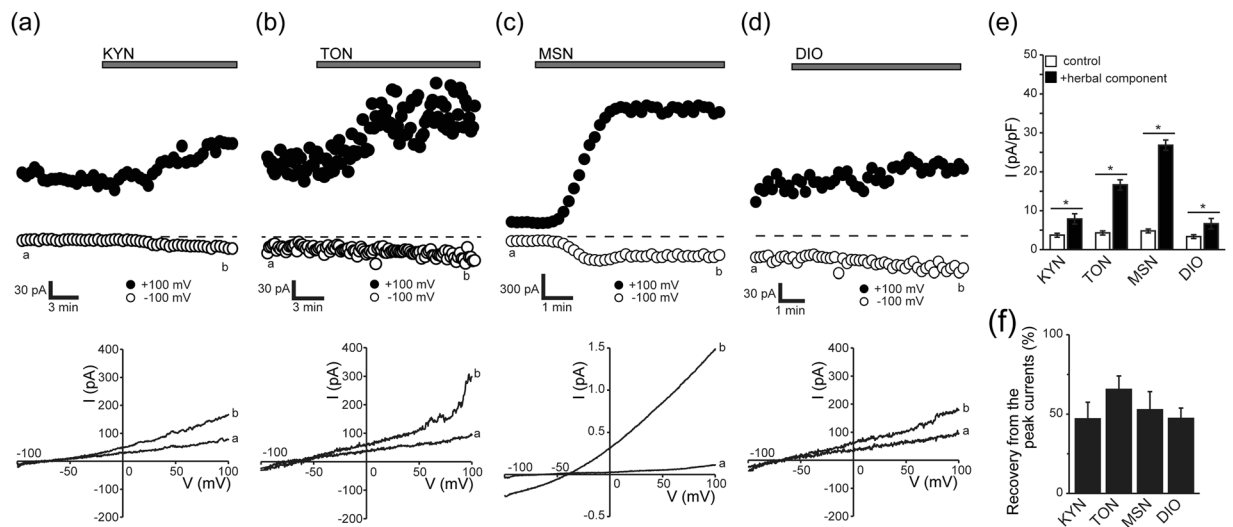 (a)
KYN
a
b
30 pA
3 min
+100 mV
-100 mV
400
300
200
100
-100
-200
I (pA)
-100
-50
0
50
100
V (mV)
b
a
(b)
TON
a
b
30 pA
3 min
+100 mV
-100 mV
400
300
200
100
-100
-200
I (pA)
-100
-50
0
50
100
V (mV)
b
a
(c)
MSN
a
b
300 pA
1 min
+100 mV
-100 mV
1.5
1.0
0.5
-0.5
I (pA)
-100
-50
0
50
100
V (mV)
b
a
(d)
DIO
a
b
30 pA
1 min
+100 mV
-100 mV
400
300
200
100
-100
-200
I (pA)
-100
-50
0
50
100
V (mV)
b
a
(e)
control
+herbal component
I (pA/pF)
50
40
30
20
10
0
*
*
*
*
KYN
TON
MSN
DIO
(f)
Recovery from the
peak currents (%)
100
50
0
KYN
TON
MSN
DIO